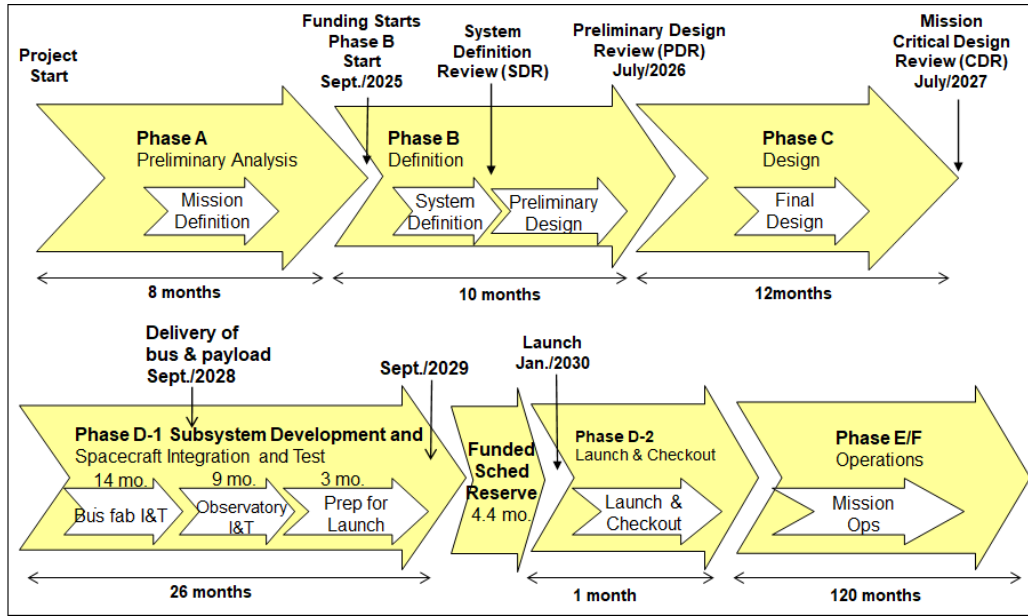 Project
Start
Funding Starts
Phase B
Start
Sept./2025
System
Definition
Review (SDR)
Preliminary Design
Review (PDR)
July/2026
Mission
Critical Design
Review (CDR)
July/2027
Phase A
Preliminary Analysis
Mission
Definition
Phase B
Definition
System
Definition
Preliminary
Design
Phase C
Design
Final
Design
8 months
10 months
12months
Delivery of
bus & payload
Sept./2028
Sept./2029
Launch
Jan./2030
Phase D-1 Subsystem Development and
Spacecraft Integration and Test
14 mo.
9 mo.
3 mo.
Bus fab I&T
Observatory
I&T
Prep for
Launch
Funded
Sched
Reserve
4.4 mo.
Phase D-2
Launch & Checkout
Launch &
Checkout
Phase E/F
Operations
Mission
Ops
26 months
1 month
120 months